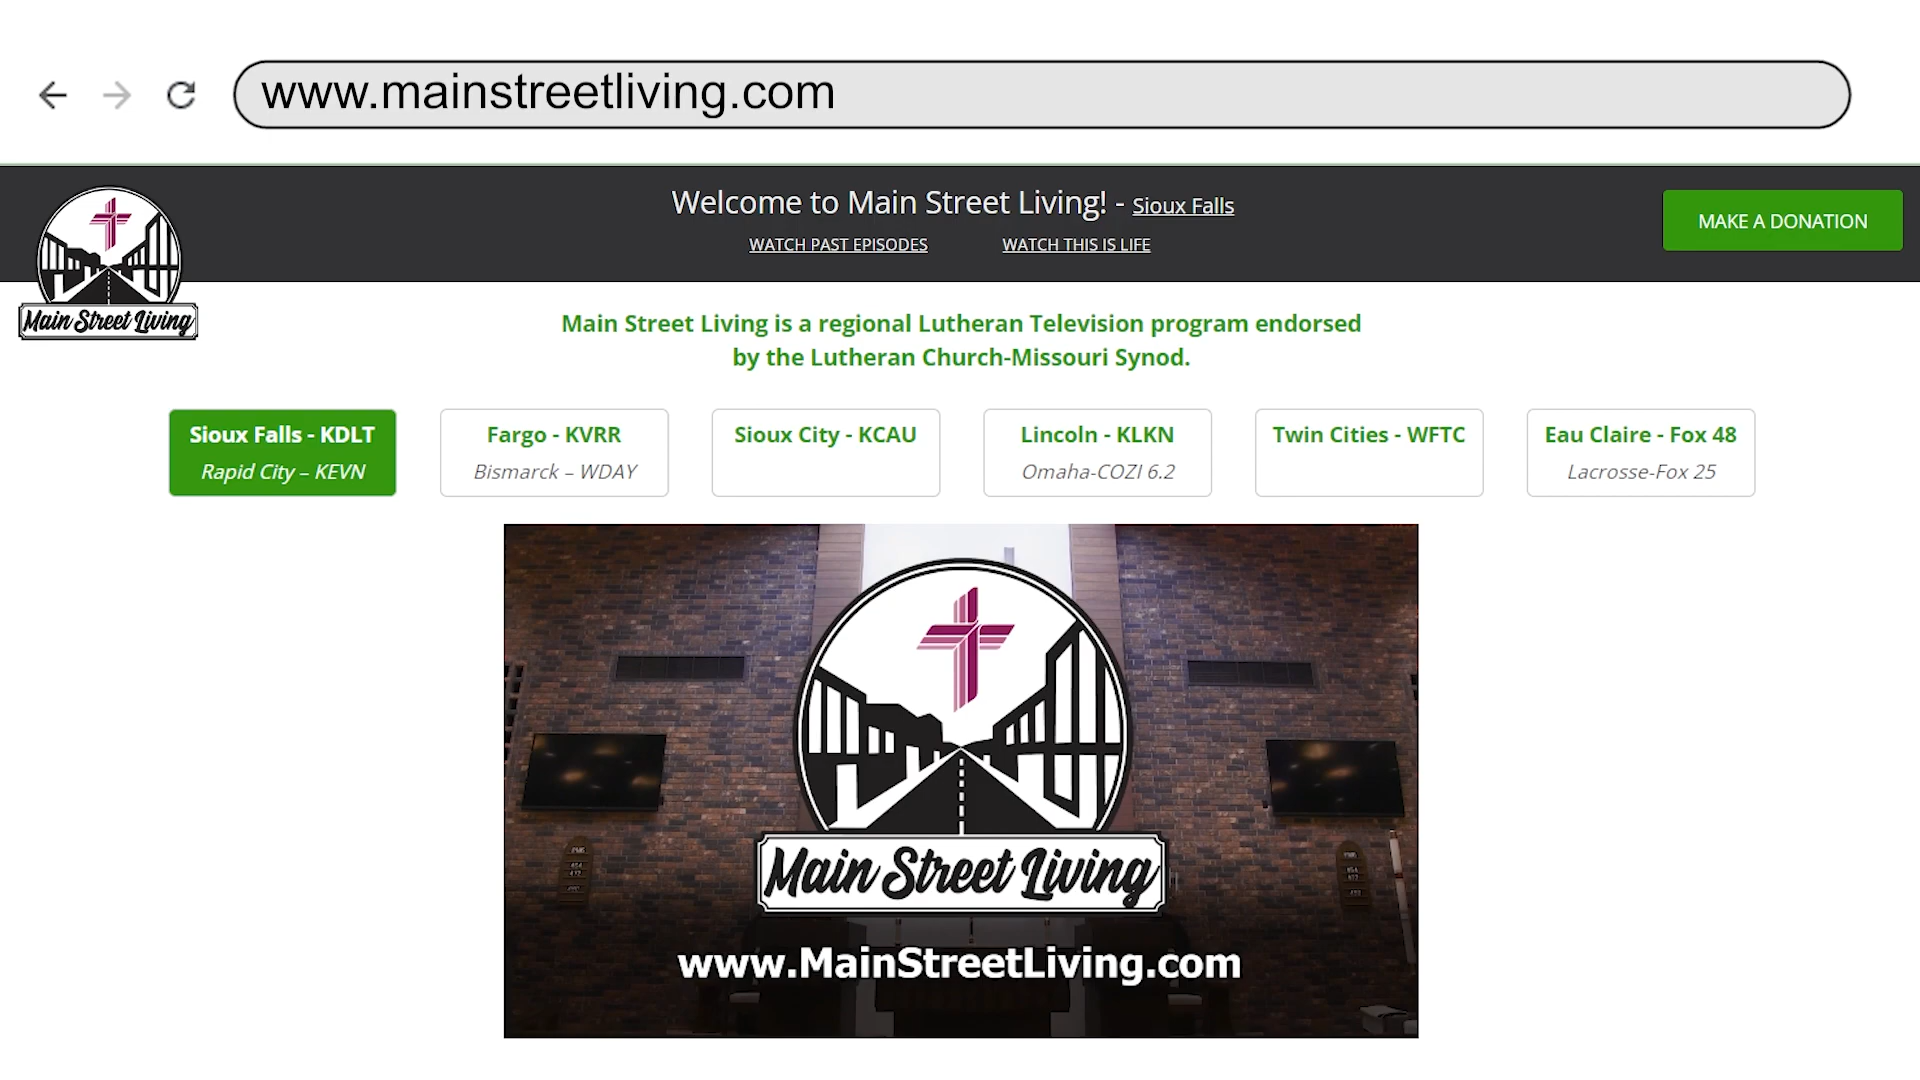 www.mainstreetliving.com
Welcome to Main Street Living! - Sioux Falls
WATCH PAST EPISODES WATCH THIS IS LIFE
MAKE A DONATION
Main Street Living
Main Street Living is a regional Lutheran Television program endorsed
by the Lutheran Church-Missouri Synod.
Sioux Falls - KDLT
Rapid City – KEVN
Fargo - KVRR
Bismarck – WDAY
Sioux City - KCAU
Lincoln - KLKN
Omaha-COZI 6.2
Twin Cities - WFTC
Eau Claire - Fox 48
Lacrosse-Fox 25
Main Street Living
www.MainStreetLiving.com